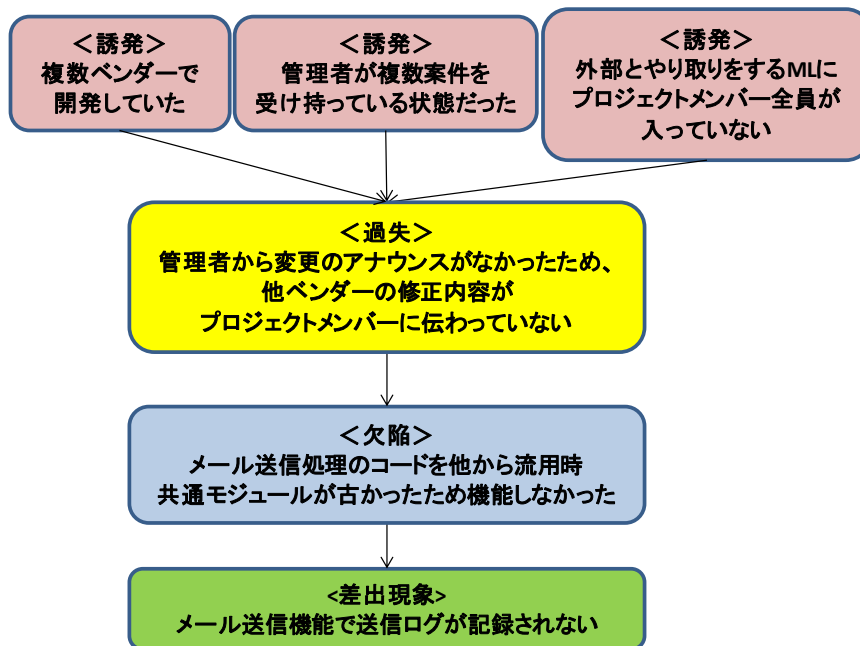 ＜誘発＞
複数ベンダーで
開発していた
＜誘発＞
管理者が複数案件を
受け持っている状態だった
＜誘発＞
外部とやり取りをするMLに
プロジェクトメンバー全員が
入っていない
＜過失＞
管理者から変更のアナウンスがなかったため、
他ベンダーの修正内容が
プロジェクトメンバーに伝わっていない
＜欠陥＞
メール送信処理のコードを他から流用時
共通モジュールが古かったため機能しなかった
<差出現象>
メール送信機能で送信ログが記録されない